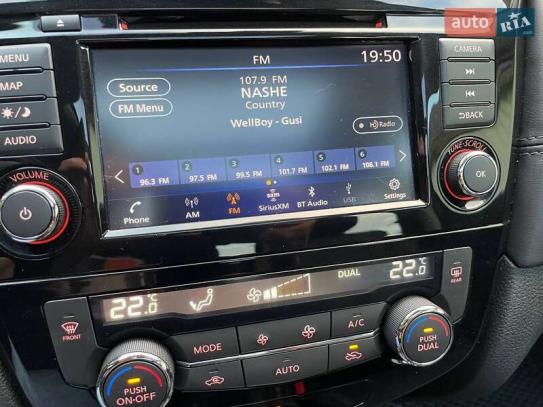 auto RIA
FM
19:50
MENU
MAP
AUDIO
VOLUME
CAMERA
BACK
TUNE·SCROLL
OK
Source
FM Menu
107.9 FM
NASHE
Country
WellBoy - Gusi
HD Radio
1 2 3 4 5 6
96.3 FM 97.5 FM 99.5 FM 101.7 FM 102.1 FM 106.1 FM
Phone
AM
FM
sxm
SiriusXM
BT Audio
USB
Settings
22.0 °C
DUAL
22.0 °C
FRONT
REAR
MODE
A/C
AUTO
PUSH
ON·OFF
PUSH
DUAL